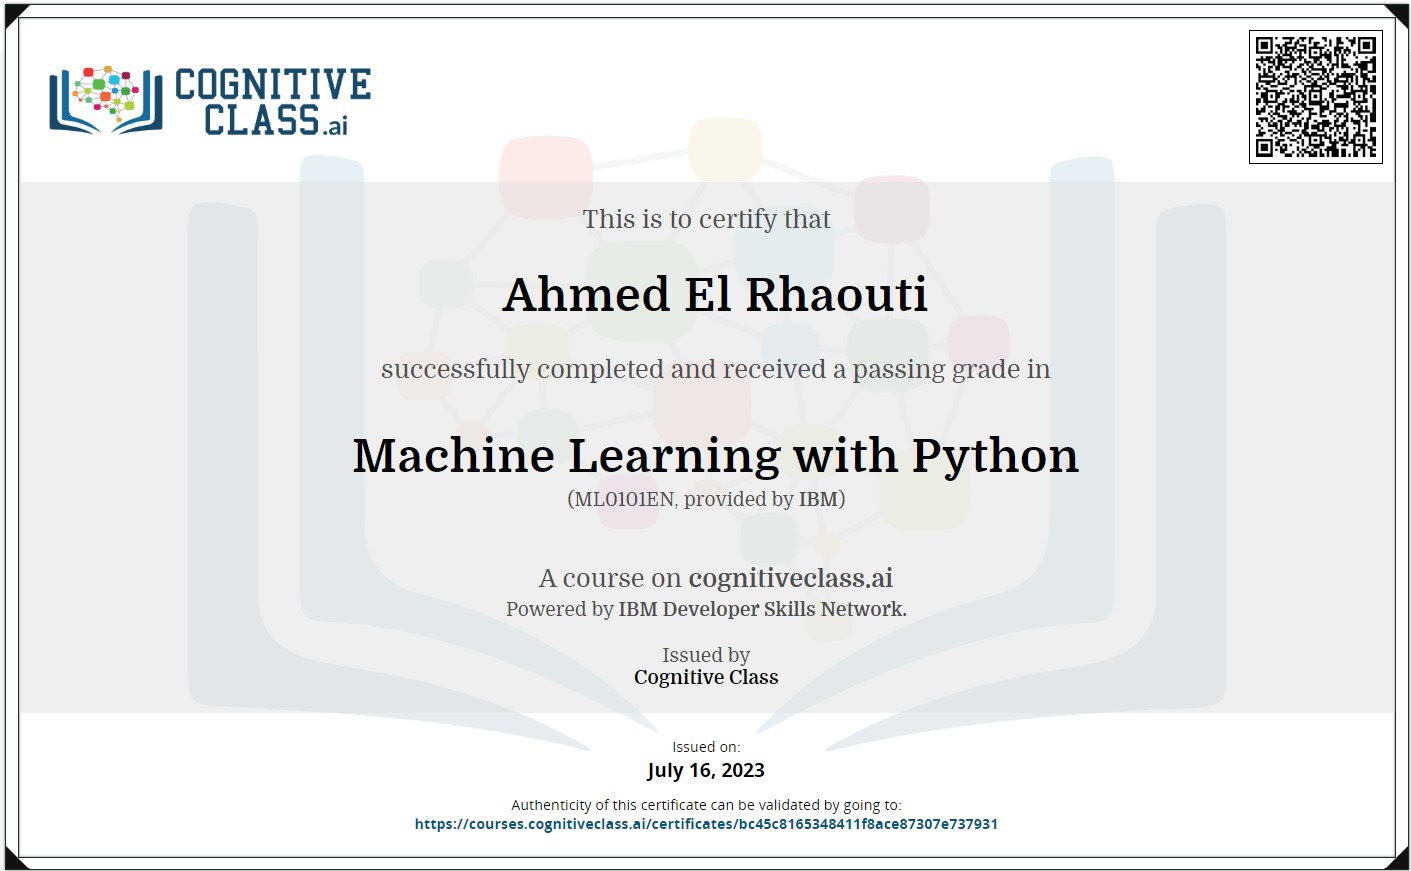 COGNITIVE
CLASS.ai
This is to certify that
Ahmed El Rhaouti
successfully completed and received a passing grade in
Machine Learning with Python
(ML0101EN, provided by IBM)
A course on cognitiveclass.ai
Powered by IBM Developer Skills Network.
Issued by
Cognitive Class
Issued on:
July 16, 2023
Authenticity of this certificate can be validated by going to:
https://courses.cognitiveclass.ai/certificates/bc45c8165348411f8ace87307e737931